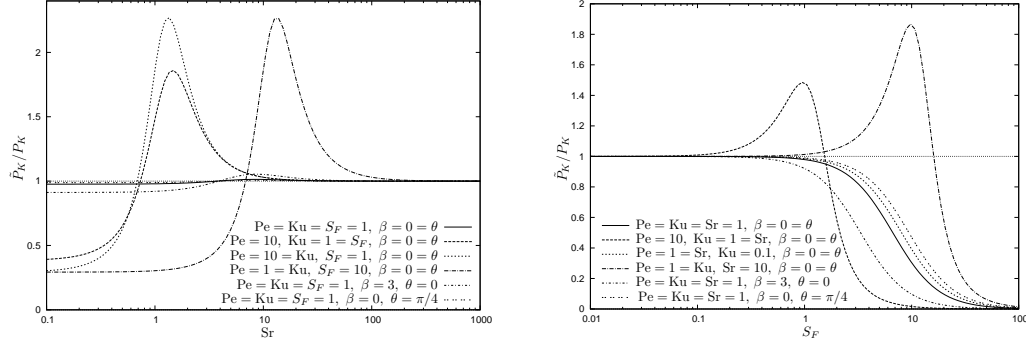 2
1.5
1
0.5
0
0.1
1
10
100
1000
P̃_K/P_K
Sr
Pe = Ku = S_F = 1, β = 0 = θ
Pe = 10, Ku = 1 = S_F, β = 0 = θ
Pe = 10 = Ku, S_F = 1, β = 0 = θ
Pe = 1 = Ku, S_F = 10, β = 0 = θ
Pe = Ku = S_F = 1, β = 3, θ = 0
Pe = Ku = S_F = 1, β = 0, θ = π/4
2
1.8
1.6
1.4
1.2
1
0.8
0.6
0.4
0.2
0
0.01
0.1
1
10
100
P̃_K/P_K
S_F
Pe = Ku = Sr = 1, β = 0 = θ
Pe = 10, Ku = 1 = Sr, β = 0 = θ
Pe = 1 = Sr, Ku = 0.1, β = 0 = θ
Pe = 1 = Ku, Sr = 10, β = 0 = θ
Pe = Ku = Sr = 1, β = 3, θ = 0
Pe = Ku = Sr = 1, β = 0, θ = π/4